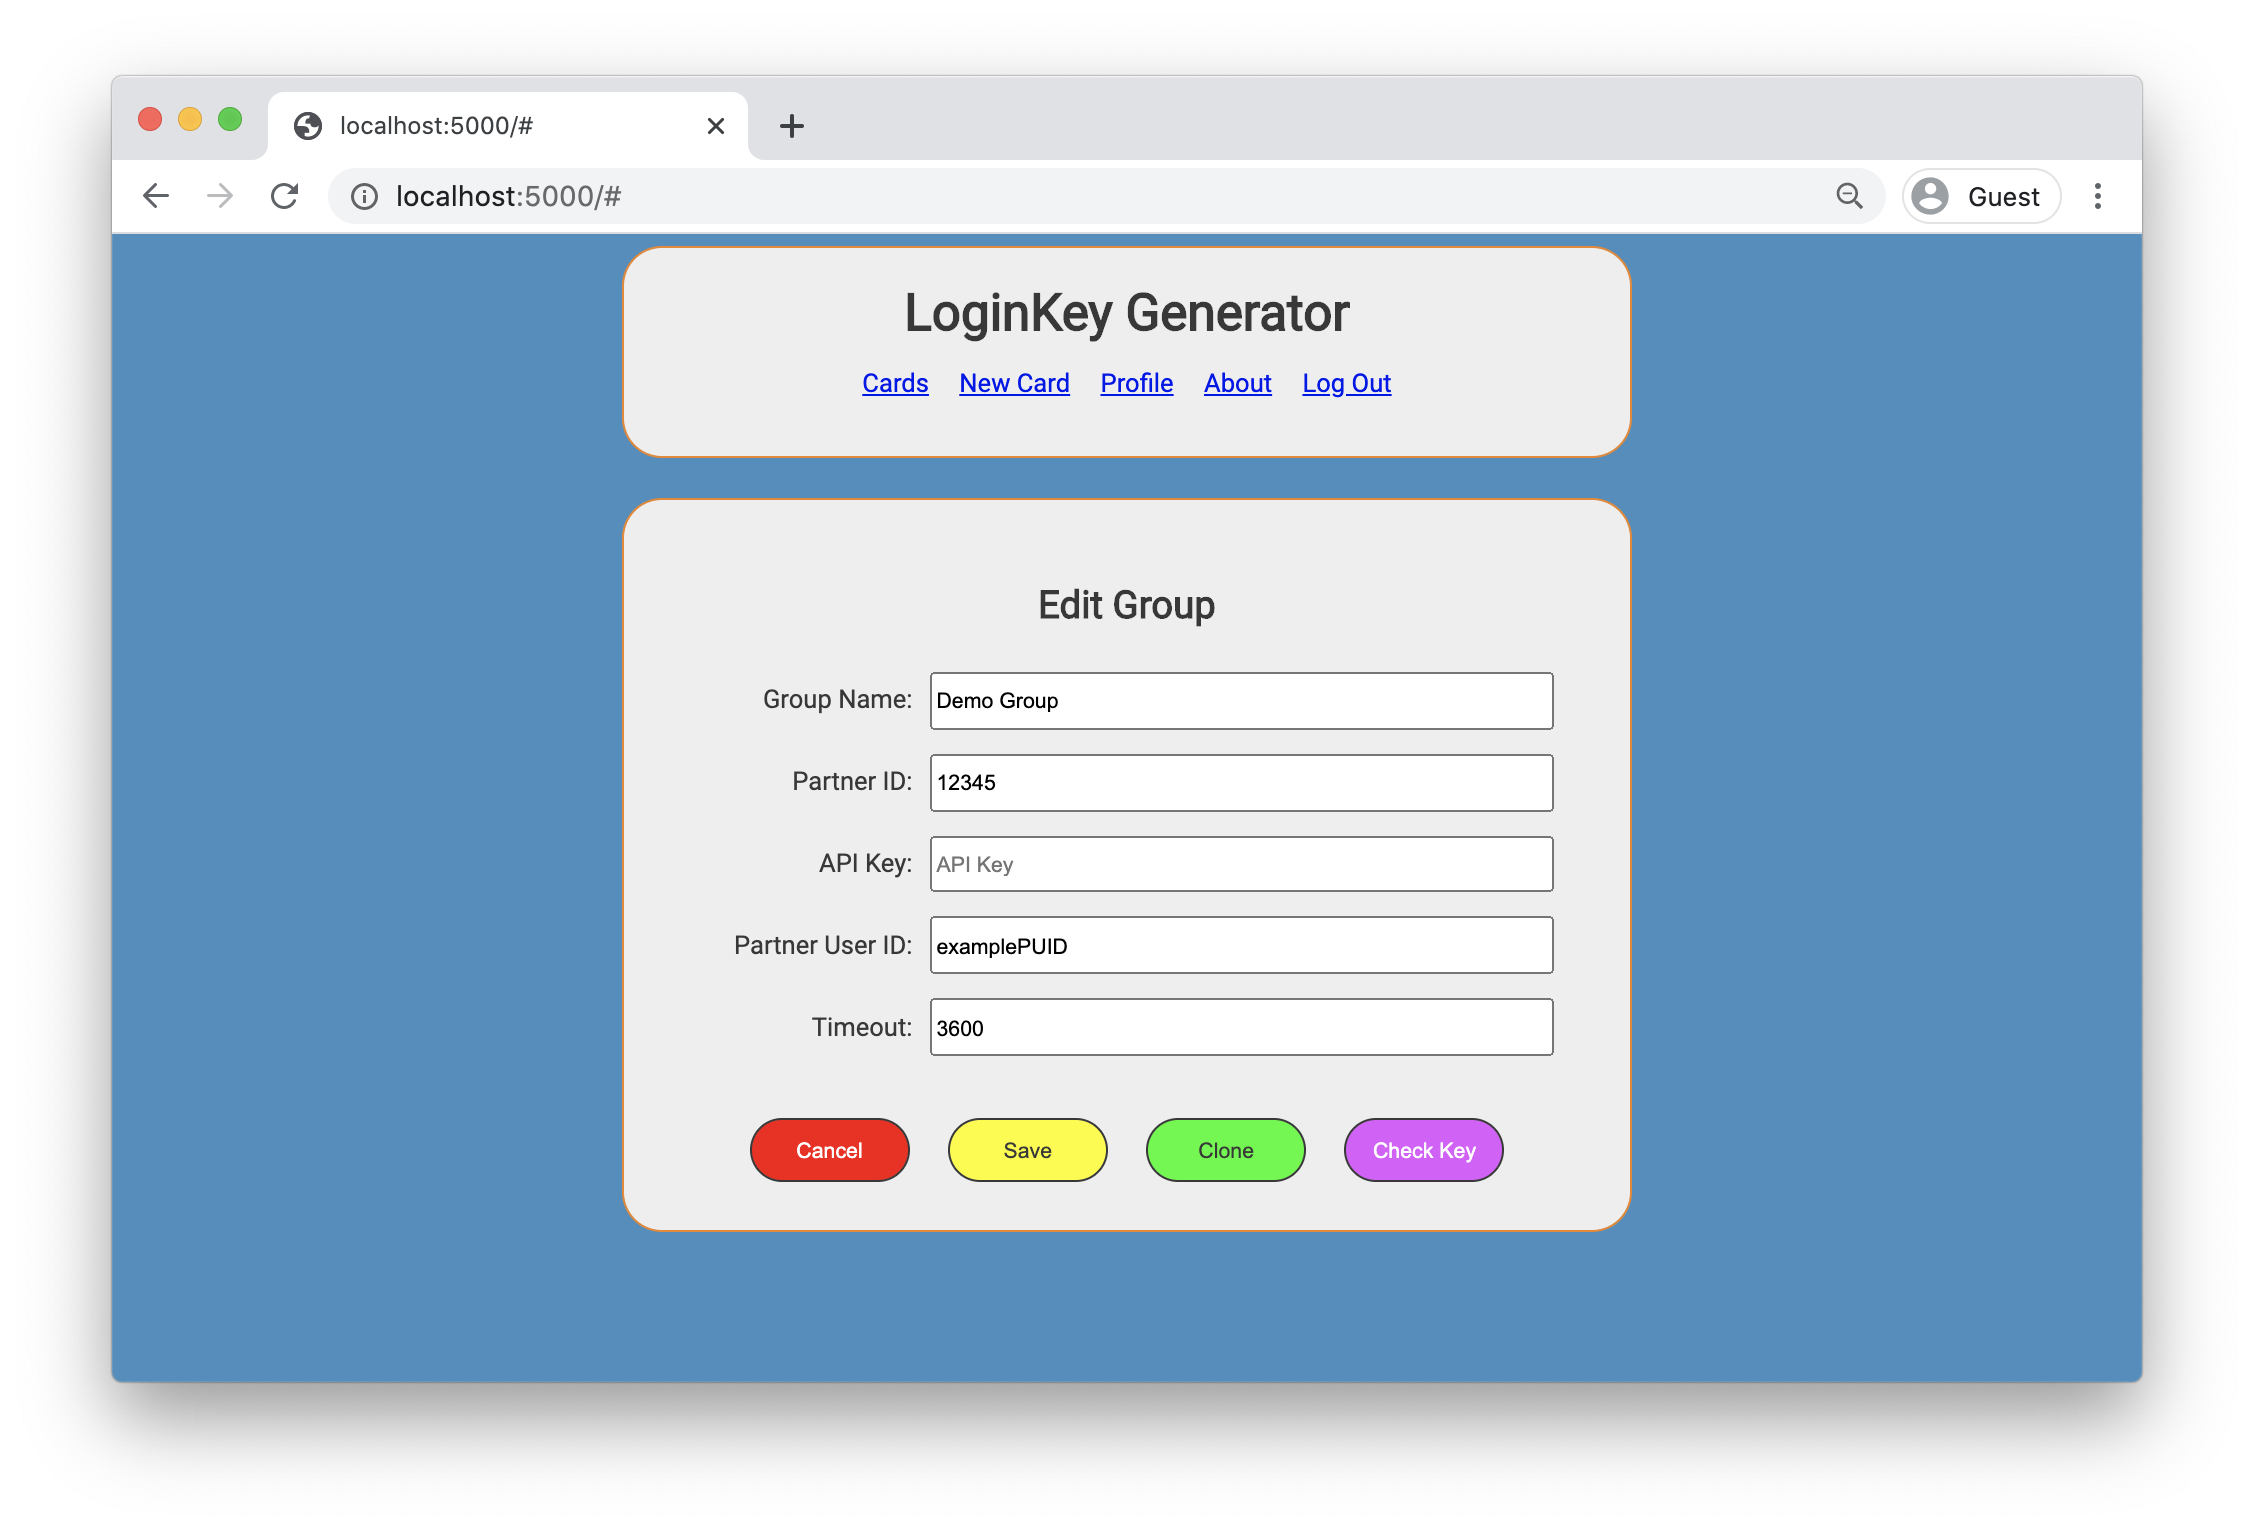 localhost:5000/#
localhost:5000/#
Guest
LoginKey Generator
Cards New Card Profile About Log Out
Edit Group
Group Name: Demo Group
Partner ID: 12345
API Key: API Key
Partner User ID: examplePUID
Timeout: 3600
Cancel Save Clone Check Key